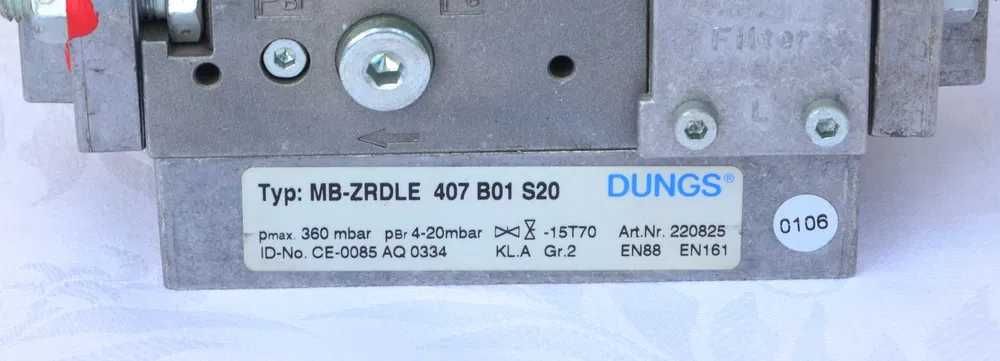 PB
Filter
L
Typ: MB-ZRDLE 407 B01 S20 DUNGS®
pmax. 360 mbar pBr 4-20mbar -15T70 Art.Nr. 220825
ID-No. CE-0085 AQ 0334 KL.A Gr.2 EN88 EN161
0106